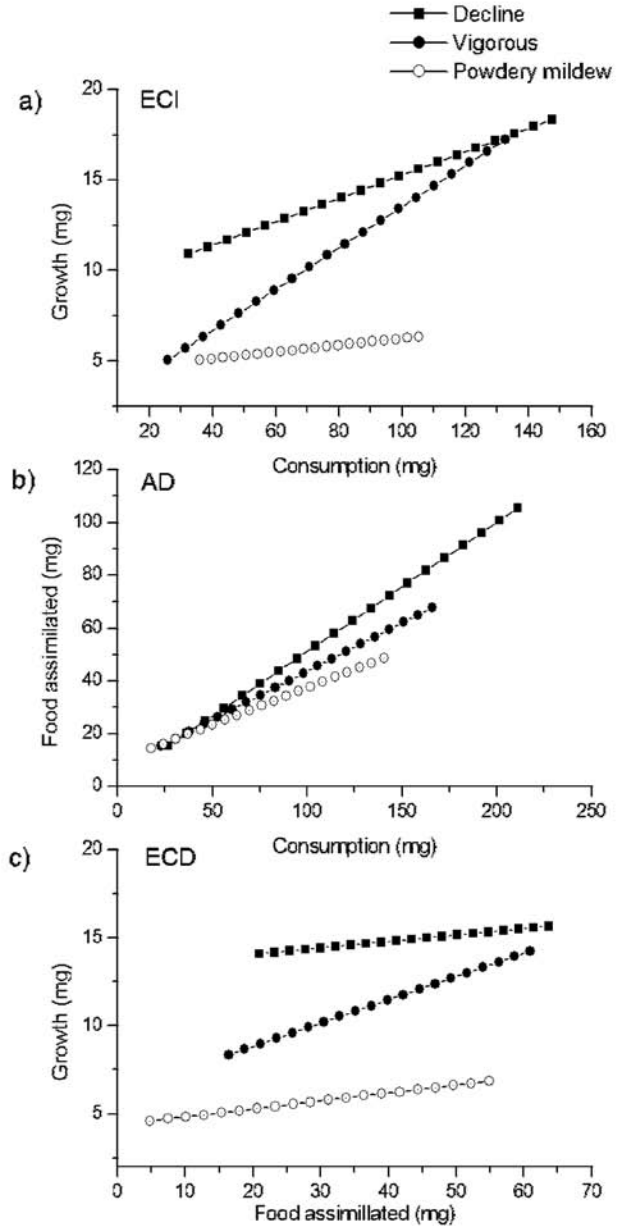 Decline
Vigorous
Powdery mildew
a)
ECI
20
15
10
5
Growth (mg)
20 40 60 80 100 120 140 160
Consumption (mg)
b)
AD
120
100
80
60
40
20
0
Food assimilated (mg)
0 50 100 150 200 250
Consumption (mg)
c)
ECD
20
15
10
5
Growth (mg)
0 10 20 30 40 50 60 70
Food assimillated (mg)